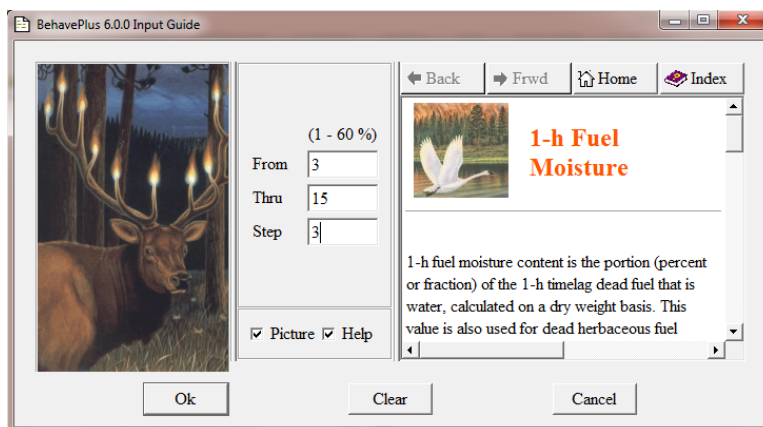 BehavePlus 6.0.0 Input Guide
Back
Frwd
Home
Index
(1 - 60 %)
From 3
Thru 15
Step 3
Picture Help
1-h Fuel
Moisture
1-h fuel moisture content is the portion (percent
or fraction) of the 1-h timelag dead fuel that is
water, calculated on a dry weight basis. This
value is also used for dead herbaceous fuel
Ok
Clear
Cancel